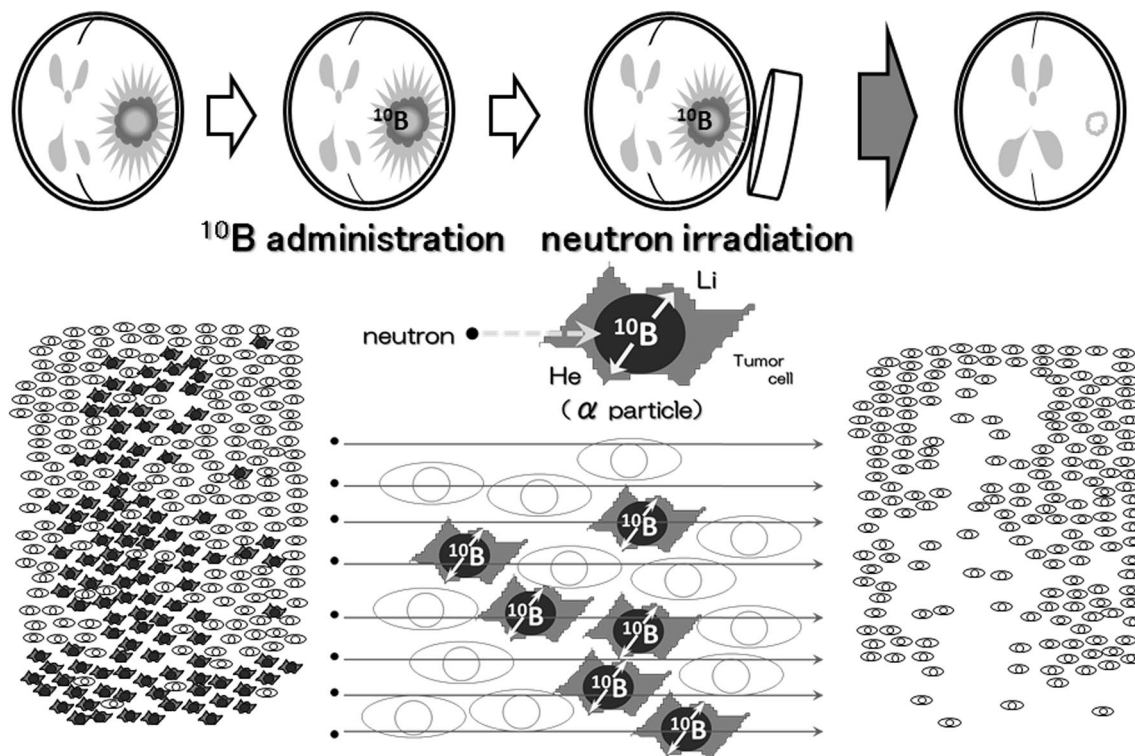 ¹⁰B ¹⁰B
¹⁰B administration neutron irradiation
Li
neutron ¹⁰B
He Tumor
cell
( α particle)
¹⁰B
¹⁰B
¹⁰B
¹⁰B
¹⁰B
¹⁰B